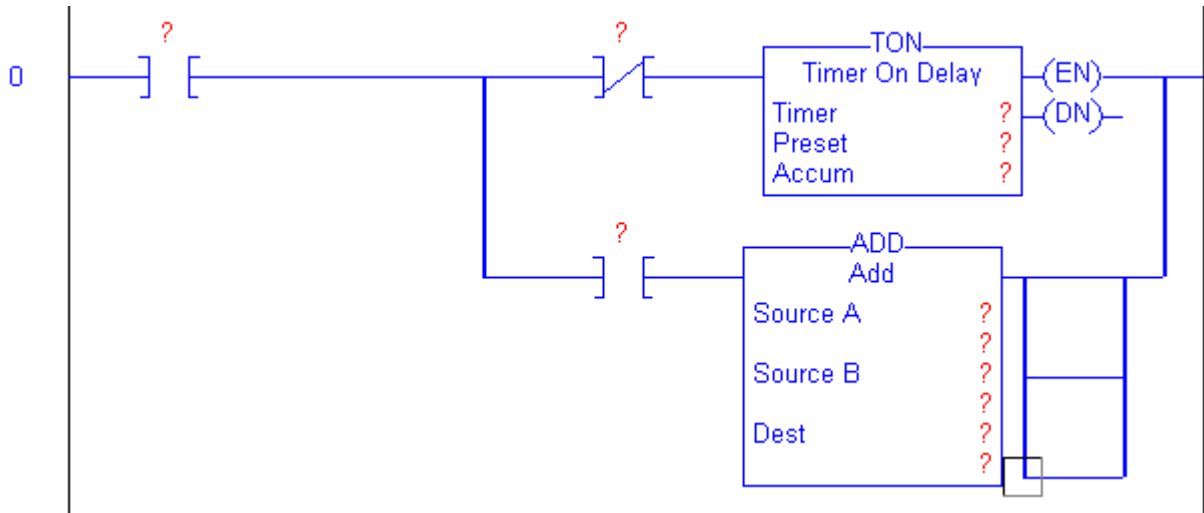 ? ?
0
TON
Timer On Delay (EN)
Timer ? (DN)
Preset ?
Accum ?
?
ADD
Add
Source A ?
?
Source B ?
?
Dest ?
?